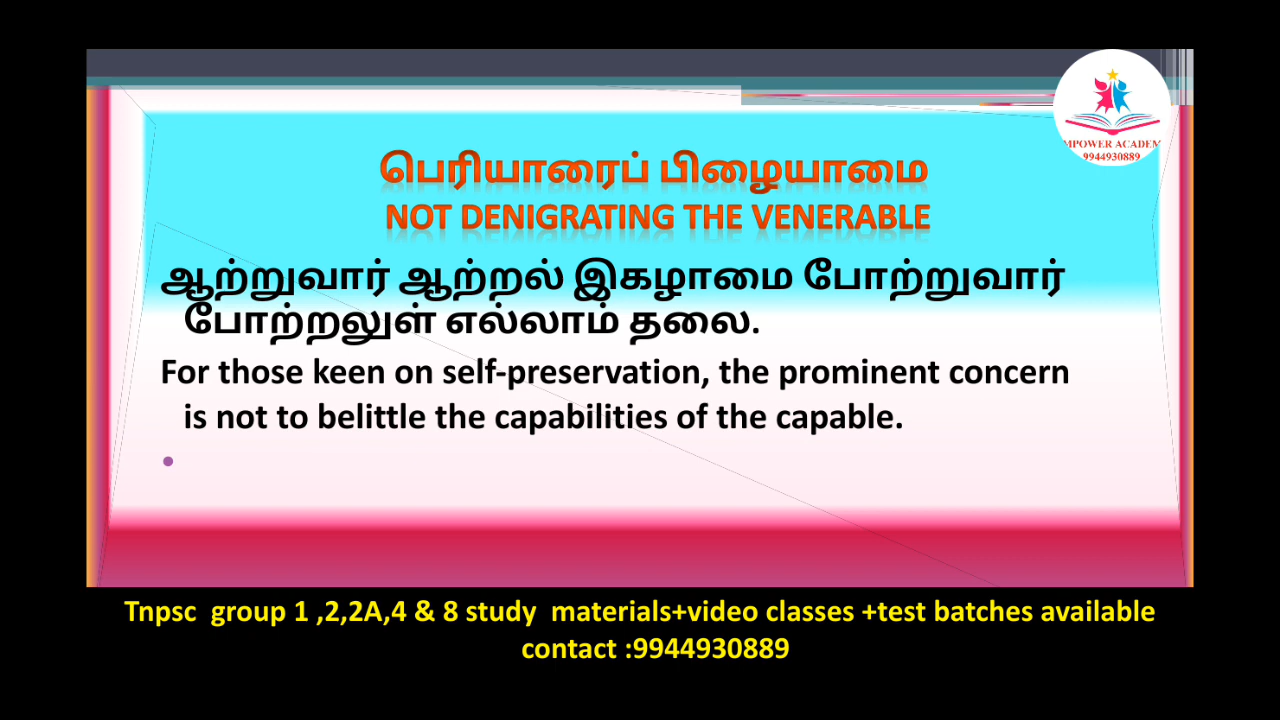 MPOWER ACADEM
9944930889
பெரியாரைப் பிழையாமை
NOT DENIGRATING THE VENERABLE
ஆற்றுவார் ஆற்றல் இகழாமை போற்றுவார்
போற்றலுள் எல்லாம் தலை.
For those keen on self-preservation, the prominent concern
is not to belittle the capabilities of the capable.
Tnpsc group 1 ,2,2A,4 & 8 study materials+video classes +test batches available
contact :9944930889